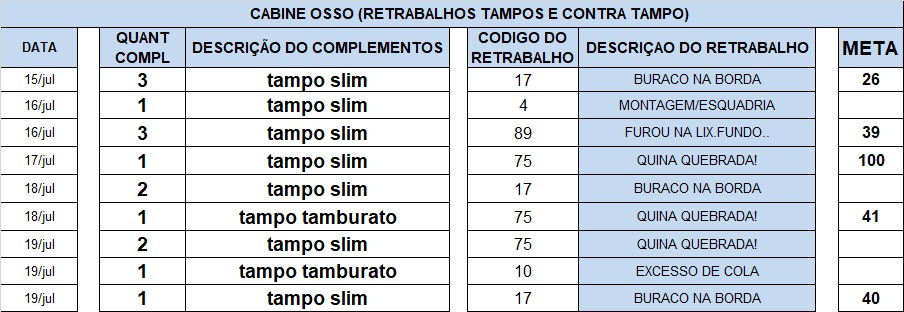 CABINE OSSO (RETRABALHOS TAMPOS E CONTRA TAMPO)
DATA QUANT COMPL DESCRIÇÃO DO COMPLEMENTOS CODIGO DO RETRABALHO DESCRIÇAO DO RETRABALHO META
15/jul 3 tampo slim 17 BURACO NA BORDA 26
16/jul 1 tampo slim 4 MONTAGEM/ESQUADRIA
16/jul 3 tampo slim 89 FUROU NA LIX.FUNDO.. 39
17/jul 1 tampo slim 75 QUINA QUEBRADA! 100
18/jul 2 tampo slim 17 BURACO NA BORDA
18/jul 1 tampo tamburato 75 QUINA QUEBRADA! 41
19/jul 2 tampo slim 75 QUINA QUEBRADA!
19/jul 1 tampo tamburato 10 EXCESSO DE COLA
19/jul 1 tampo slim 17 BURACO NA BORDA 40